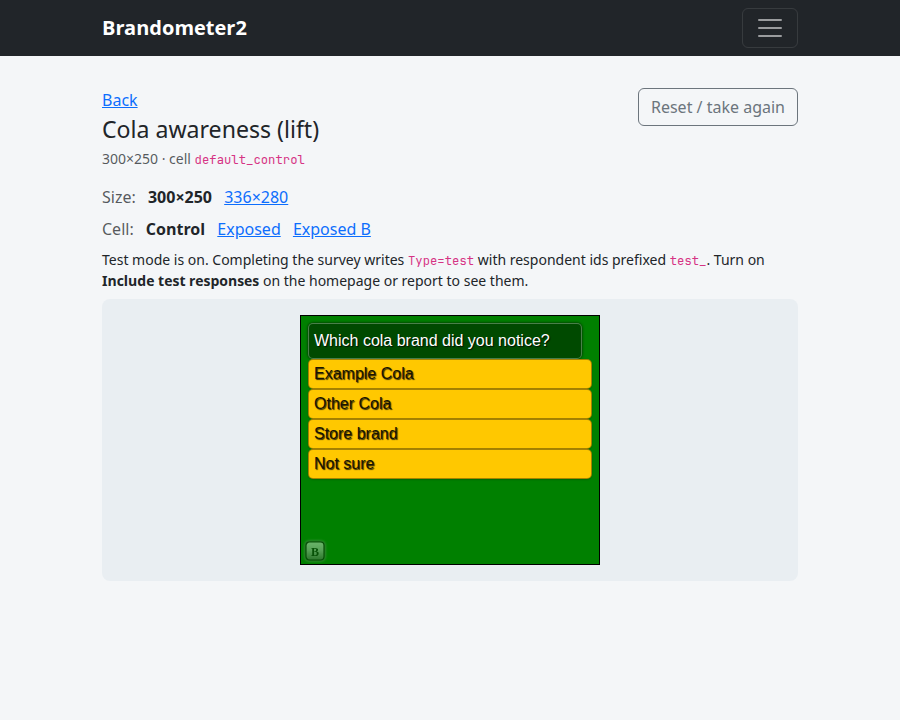 Brandometer2
Back
Reset / take again
Cola awareness (lift)
300×250 · cell default_control
Size: 300×250 336×280
Cell: Control Exposed Exposed B
Test mode is on. Completing the survey writes Type=test with respondent ids prefixed test_. Turn on
Include test responses on the homepage or report to see them.
Which cola brand did you notice?
Example Cola
Other Cola
Store brand
Not sure
B